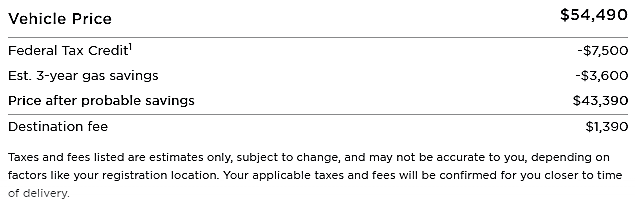 Vehicle Price $54,490
Federal Tax Credit¹ -$7,500
Est. 3-year gas savings -$3,600
Price after probable savings $43,390
Destination fee $1,390
Taxes and fees listed are estimates only, subject to change, and may not be accurate to you, depending on
factors like your registration location. Your applicable taxes and fees will be confirmed for you closer to time
of delivery.